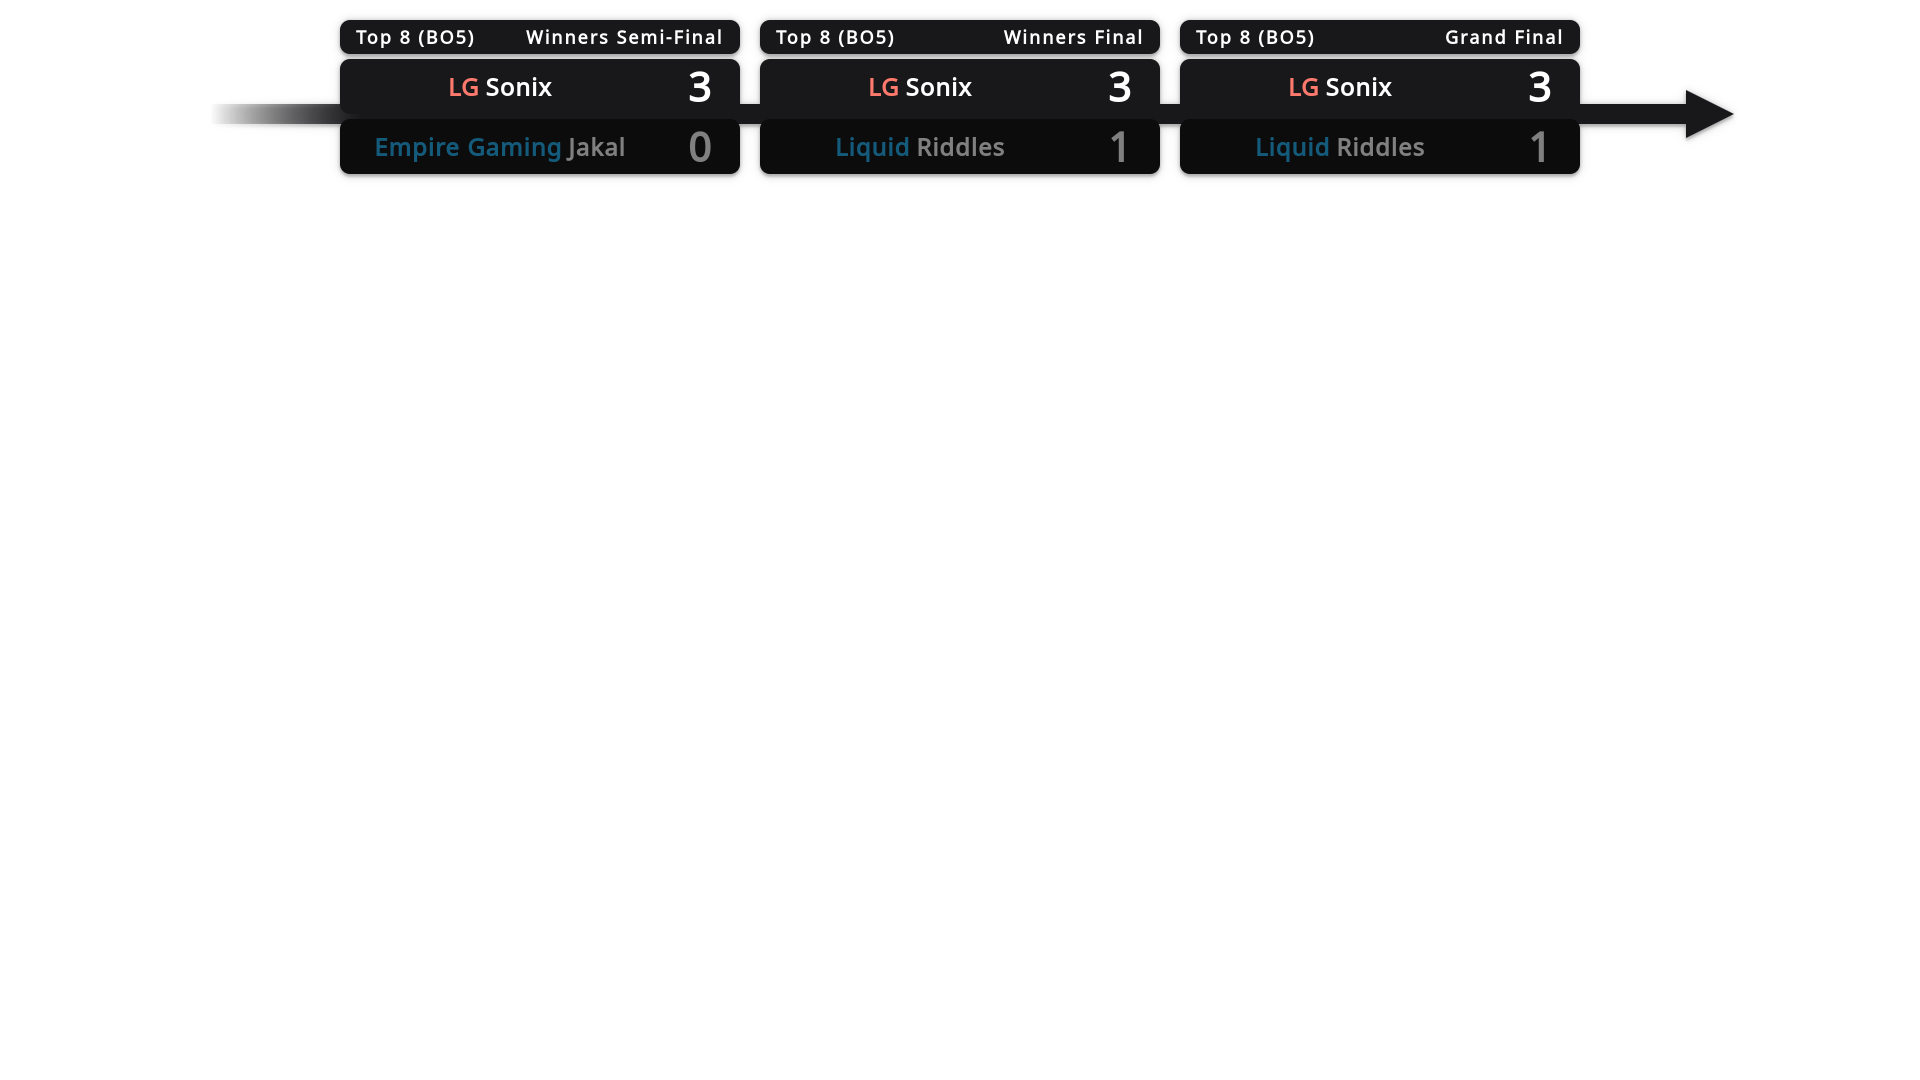 Top 8 (BO5) Winners Semi-Final
LG Sonix 3
Empire Gaming Jakal 0
Top 8 (BO5) Winners Final
LG Sonix 3
Liquid Riddles 1
Top 8 (BO5) Grand Final
LG Sonix 3
Liquid Riddles 1